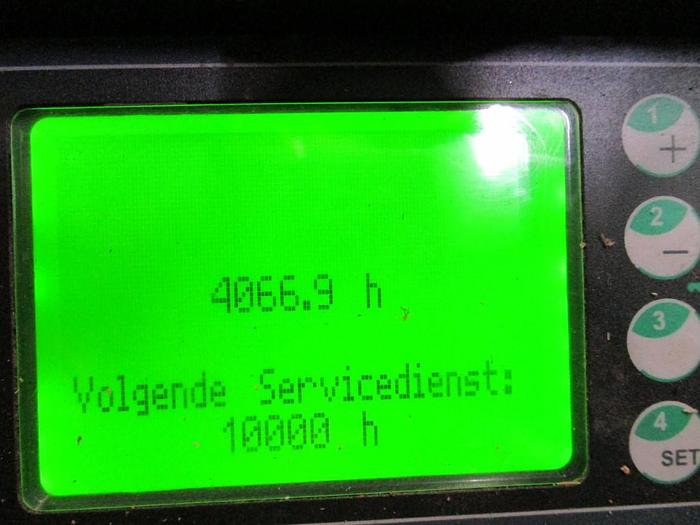 4066.9 h
Volgende Servicedienst:
10000 h
1
+
2
-
3
4
SET